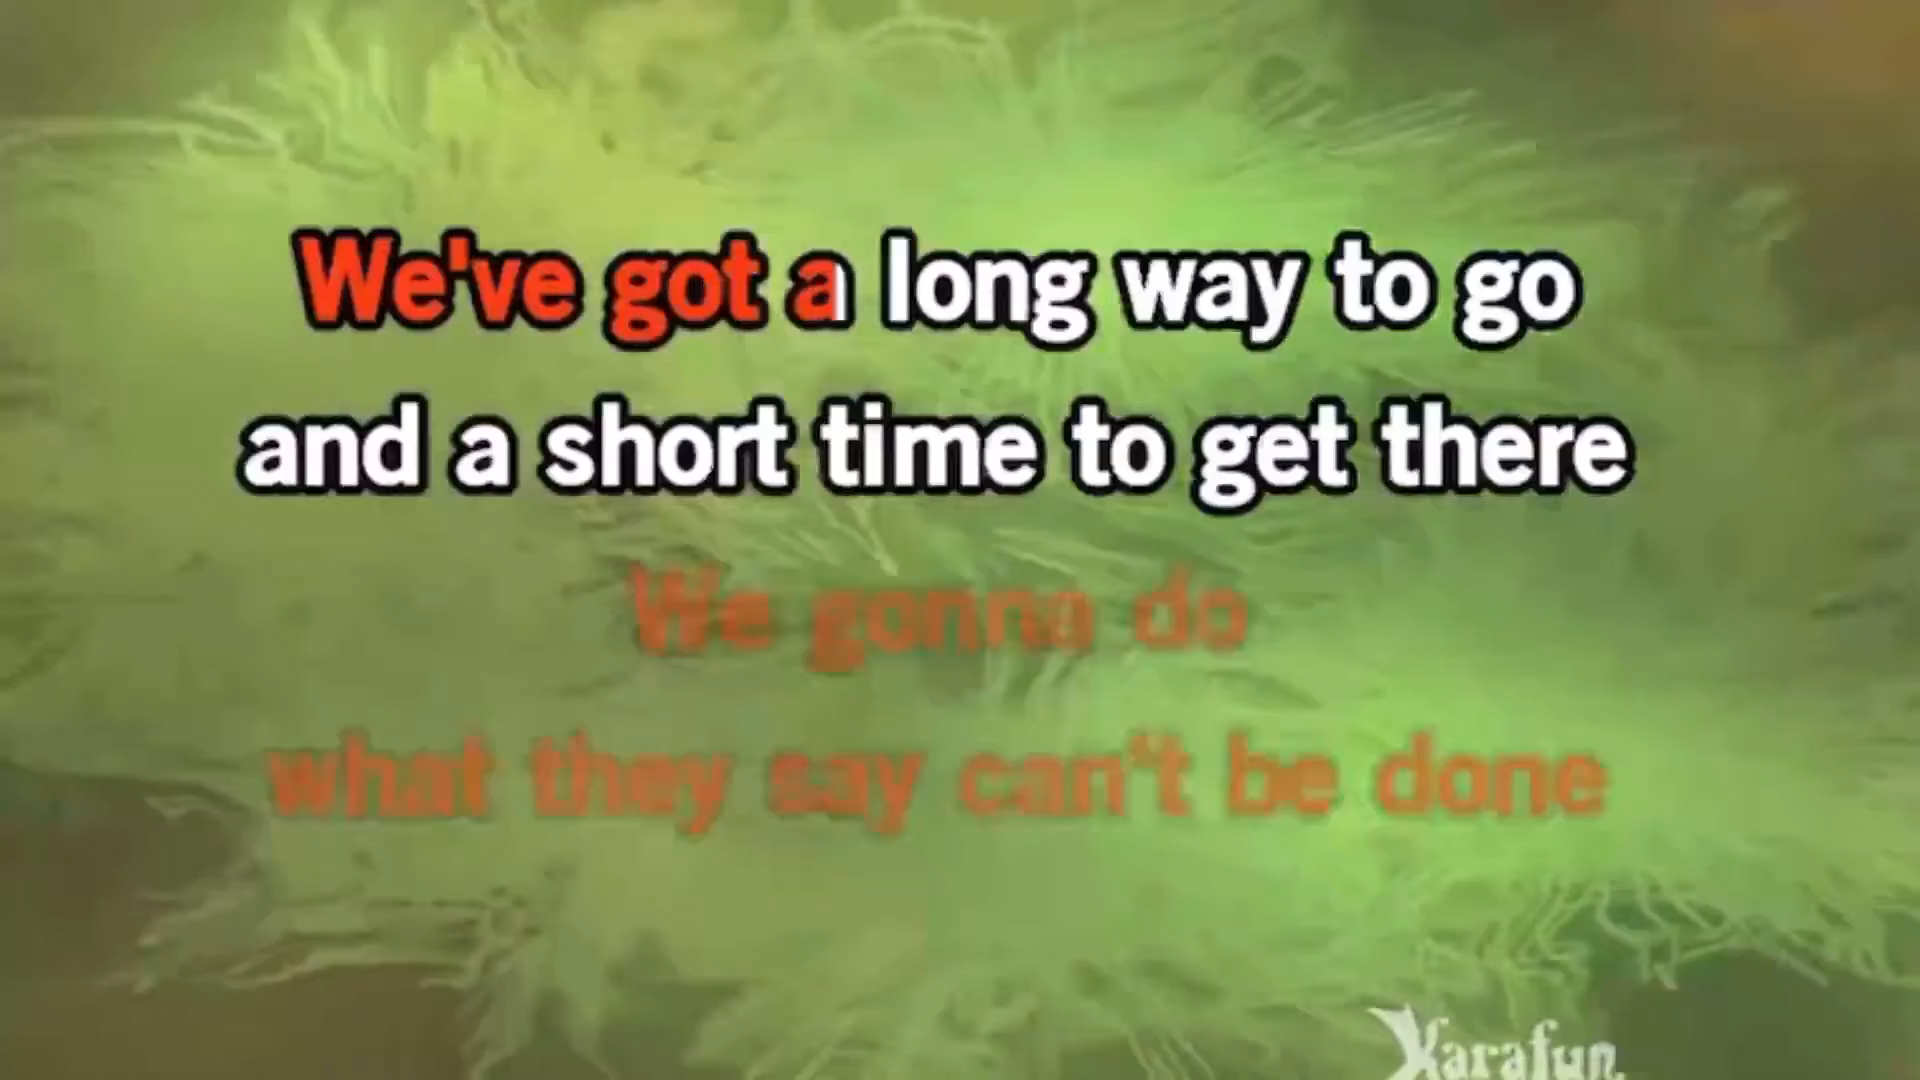 We've got a long way to go
and a short time to get there
We gonna do
what they say can't be done
Karafun